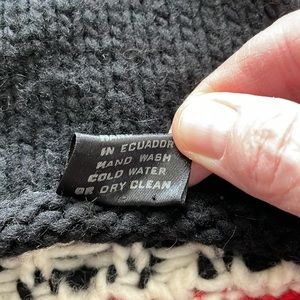 IN ECUADOR
HAND WASH
COLD WATER
OR DRY CLEAN